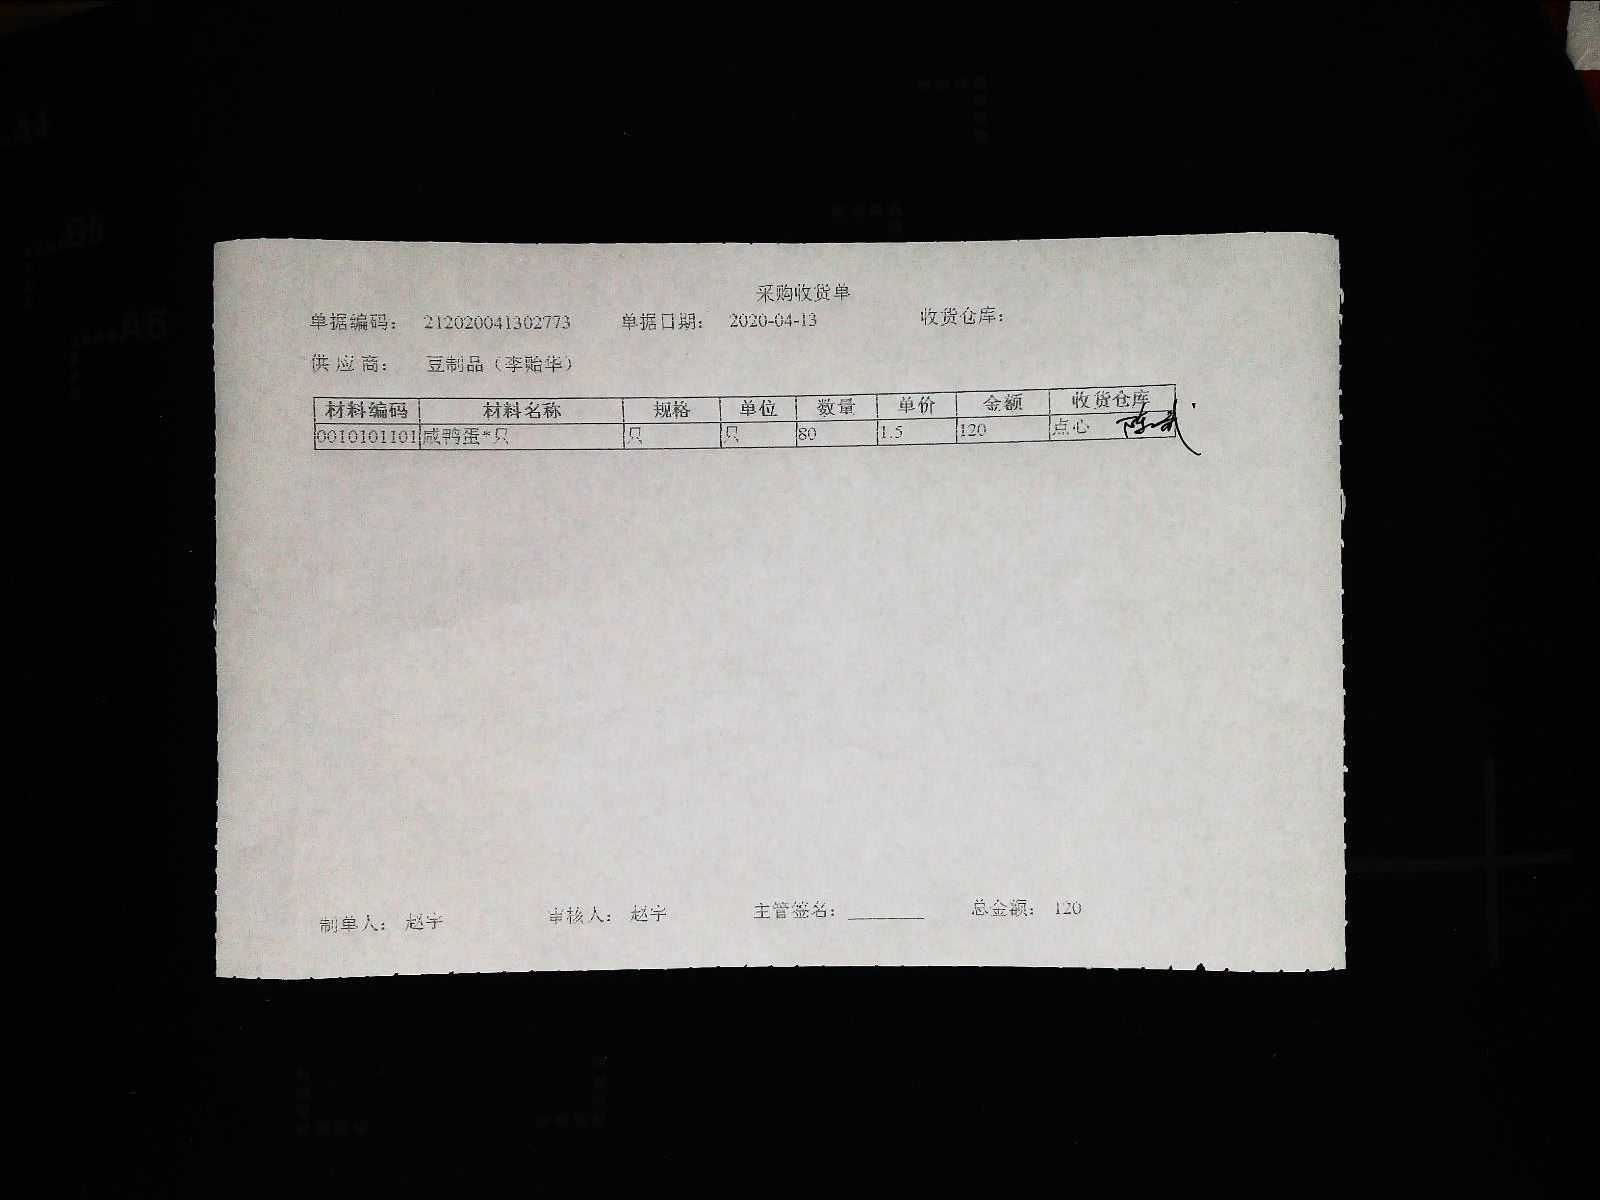 采购收货单
单据编码： 212020041302773 单据日期： 2020-04-13 收货仓库：
供 应 商： 豆制品（李贻华）
材料编码 材料名称 规格 单位 数量 单价 金额 收货仓库
0010101101 咸鸭蛋*只 只 只 80 1.5 120 点心
制单人： 赵宇 审核人： 赵宇 主管签名： 总金额： 120